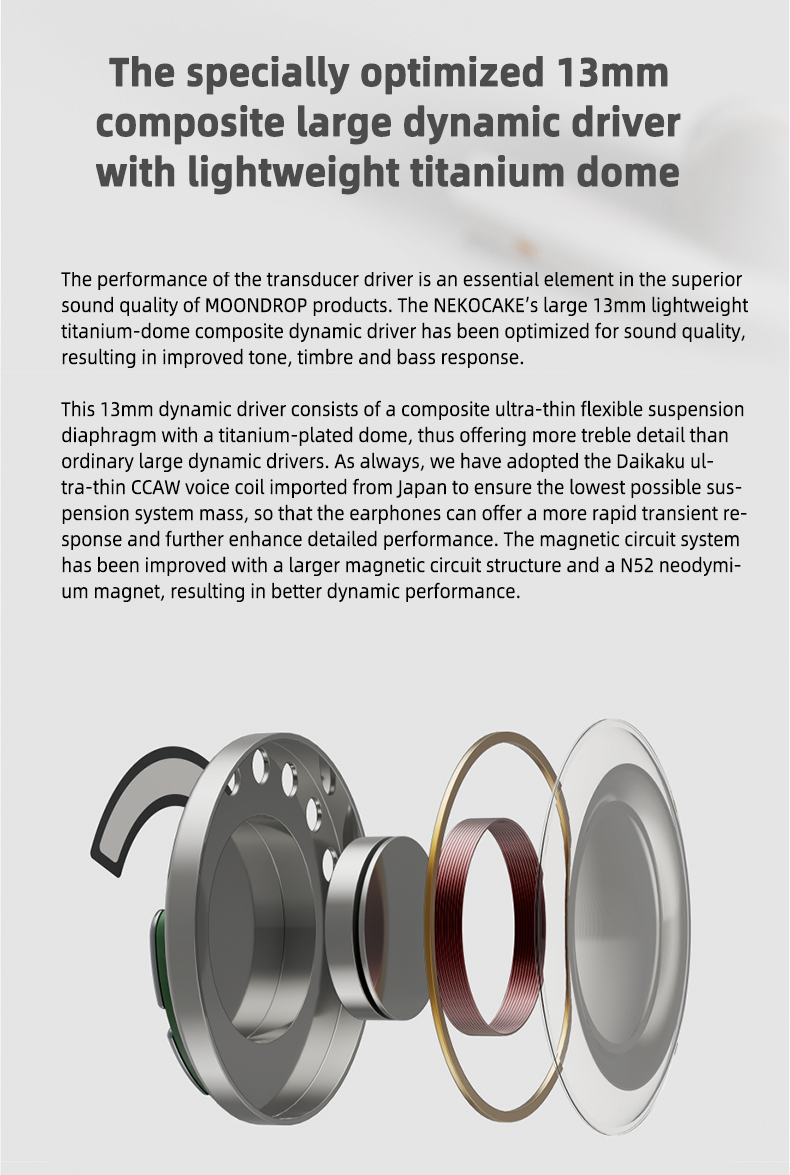 The specially optimized 13mm
composite large dynamic driver
with lightweight titanium dome
The performance of the transducer driver is an essential element in the superior
sound quality of MOONDROP products. The NEKOCAKE’s large 13mm lightweight
titanium-dome composite dynamic driver has been optimized for sound quality,
resulting in improved tone, timbre and bass response.
This 13mm dynamic driver consists of a composite ultra-thin flexible suspension
diaphragm with a titanium-plated dome, thus offering more treble detail than
ordinary large dynamic drivers. As always, we have adopted the Daikaku ul-
tra-thin CCAW voice coil imported from Japan to ensure the lowest possible sus-
pension system mass, so that the earphones can offer a more rapid transient re-
sponse and further enhance detailed performance. The magnetic circuit system
has been improved with a larger magnetic circuit structure and a N52 neodymi-
um magnet, resulting in better dynamic performance.